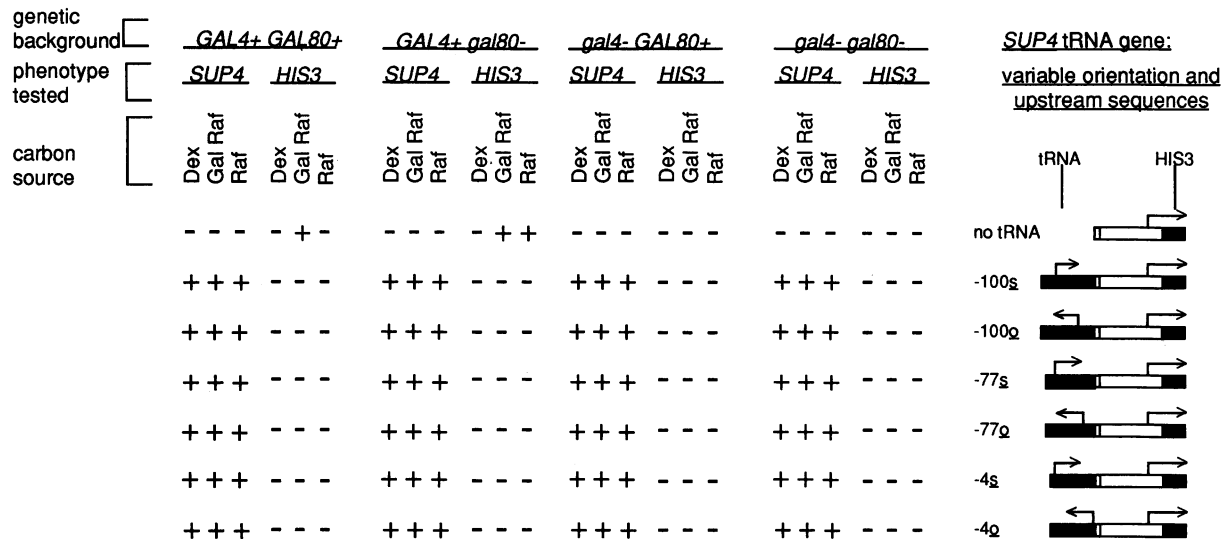 genetic background
GAL4+ GAL80+ GAL4+ gal80- gal4- GAL80+ gal4- gal80- SUP4 tRNA gene:
phenotype tested
SUP4 HIS3 SUP4 HIS3 SUP4 HIS3 SUP4 HIS3 variable orientation and upstream sequences
carbon source
Dex Gal Raf Raf Dex Gal Raf Raf Dex Gal Raf Raf Dex Gal Raf Raf Dex Gal Raf Raf Dex Gal Raf Raf Dex Gal Raf Raf Dex Gal Raf Raf
tRNA HIS3
- - - - + - - - - - + + - - - - - - - - - - - - no tRNA
+ + + - - - + + + - - - + + + - - - + + + - - - -100s
+ + + - - - + + + - - - + + + - - - + + + - - - -100o
+ + + - - - + + + - - - + + + - - - + + + - - - -77s
+ + + - - - + + + - - - + + + - - - + + + - - - -77o
+ + + - - - + + + - - - + + + - - - + + + - - - -4s
+ + + - - - + + + - - - + + + - - - + + + - - - -4o